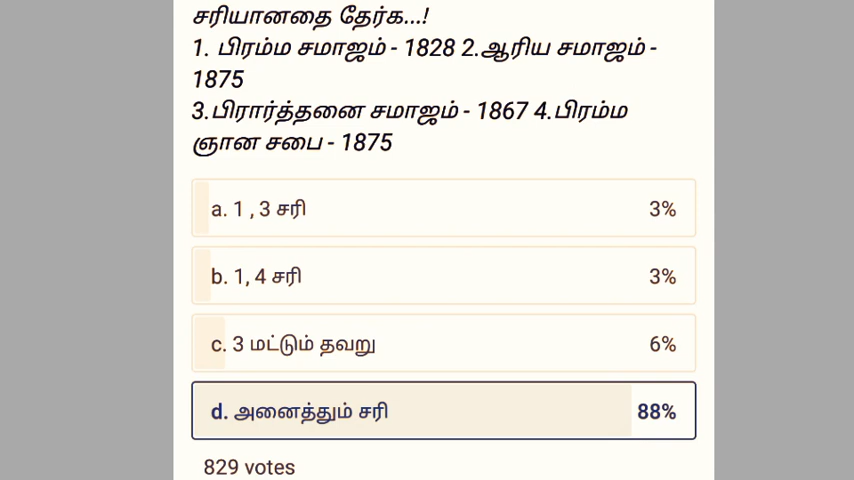 சரியானதை தேர்க...!
1. பிரம்ம சமாஜம் - 1828 2.ஆரிய சமாஜம் -
1875
3.பிரார்த்தனை சமாஜம் - 1867 4.பிரம்ம
ஞான சபை - 1875
a. 1 , 3 சரி 3%
b. 1, 4 சரி 3%
c. 3 மட்டும் தவறு 6%
d. அனைத்தும் சரி 88%
829 votes